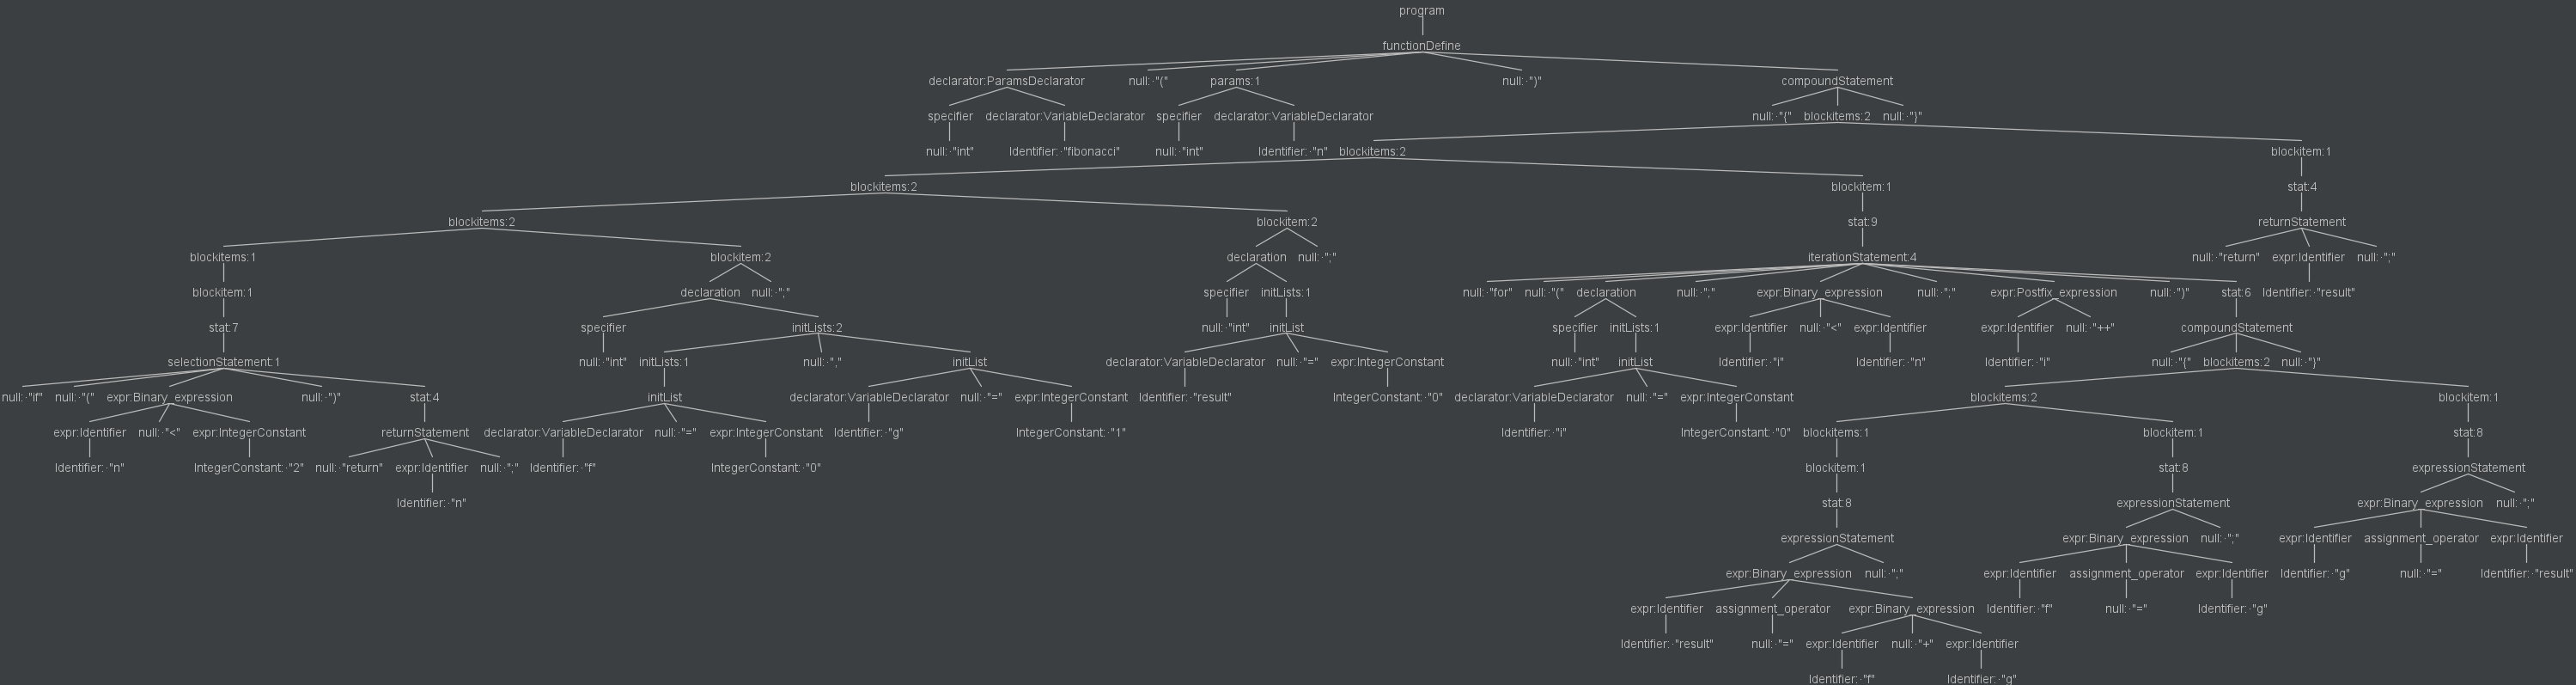 program
functionDefine
declarator:ParamsDeclarator null:·"(" params:1 null:·")" compoundStatement
specifier declarator:VariableDeclarator specifier declarator:VariableDeclarator null:·"{" blockitems:2 null:·"}"
null:·"int" Identifier:·"fibonacci" null:·"int" Identifier:·"n" blockitems:2 blockitem:1
blockitems:2 blockitem:1 stat:4
blockitems:2 blockitem:2 stat:9 returnStatement
blockitems:1 blockitem:2 declaration null:·";" iterationStatement:4 null:·"return" expr:Identifier null:·";"
blockitem:1 declaration null:·";" specifier initLists:1 null:·"for" null:·"(" declaration null:·";" expr:Binary_expression null:·";" expr:Postfix_expression null:·")" stat:6 Identifier:·"result"
stat:7 specifier initLists:2 null:·"int" initList specifier initLists:1 expr:Identifier null:·"<" expr:Identifier expr:Identifier null:·"++" compoundStatement
selectionStatement:1 null:·"int" initLists:1 null:·"," initList declarator:VariableDeclarator null:·"=" expr:IntegerConstant null:·"int" initList Identifier:·"i" Identifier:·"n" Identifier:·"i" null:·"{" blockitems:2 null:·"}"
null:·"if" null:·"(" expr:Binary_expression null:·")" stat:4 initList declarator:VariableDeclarator null:·"=" expr:IntegerConstant Identifier:·"result" IntegerConstant:·"0" declarator:VariableDeclarator null:·"=" expr:IntegerConstant blockitems:2 blockitem:1
expr:Identifier null:·"<" expr:IntegerConstant returnStatement declarator:VariableDeclarator null:·"=" expr:IntegerConstant Identifier:·"g" IntegerConstant:·"1" Identifier:·"i" IntegerConstant:·"0" blockitems:1 blockitem:1 stat:8
Identifier:·"n" IntegerConstant:·"2" null:·"return" expr:Identifier null:·";" Identifier:·"f" IntegerConstant:·"0" blockitem:1 stat:8 expressionStatement
Identifier:·"n" stat:8 expressionStatement expr:Binary_expression null:·";"
expressionStatement expr:Binary_expression null:·";" expr:Identifier assignment_operator expr:Identifier
expr:Binary_expression null:·";" expr:Identifier assignment_operator expr:Identifier Identifier:·"g" null:·"=" Identifier:·"result"
expr:Identifier assignment_operator expr:Binary_expression Identifier:·"f" null:·"=" Identifier:·"g"
Identifier:·"result" null:·"=" expr:Identifier null:·"+" expr:Identifier
Identifier:·"f" Identifier:·"g"